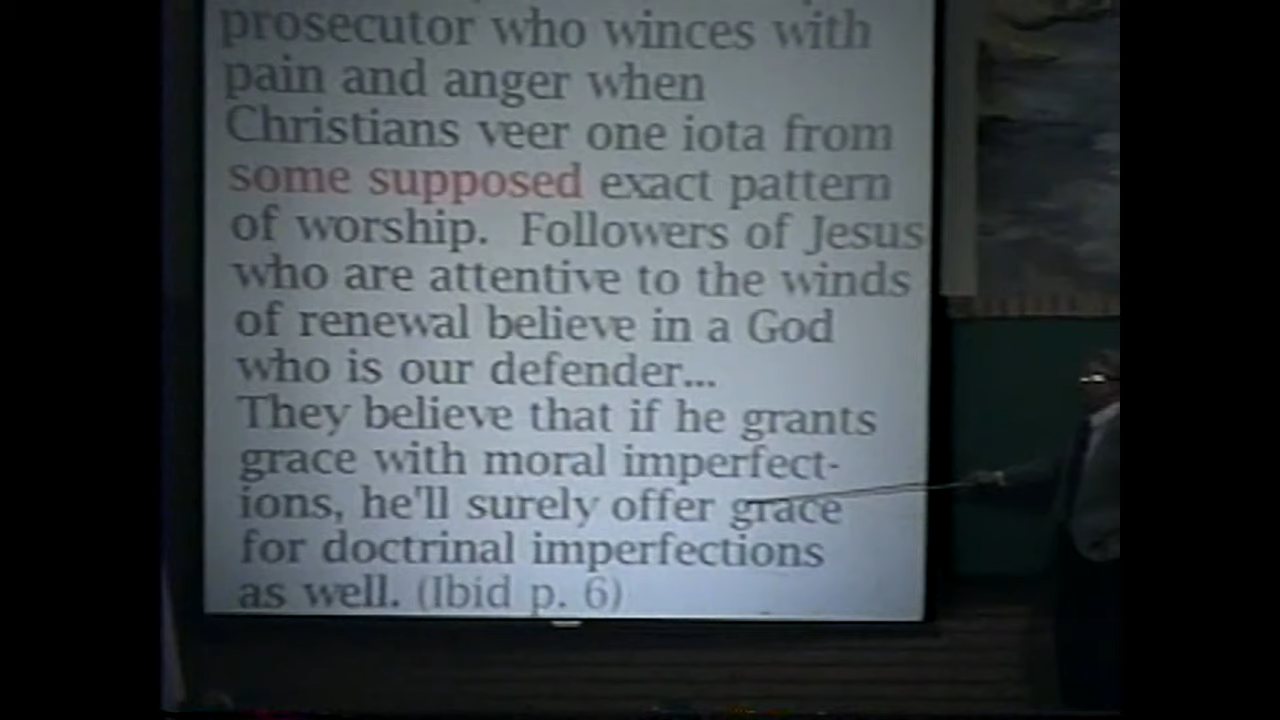 prosecutor who winces with
pain and anger when
Christians veer one iota from
some supposed exact pattern
of worship. Followers of Jesus
who are attentive to the winds
of renewal believe in a God
who is our defender...
They believe that if he grants
grace with moral imperfect-
ions, he'll surely offer grace
for doctrinal imperfections
as well. (Ibid p. 6)